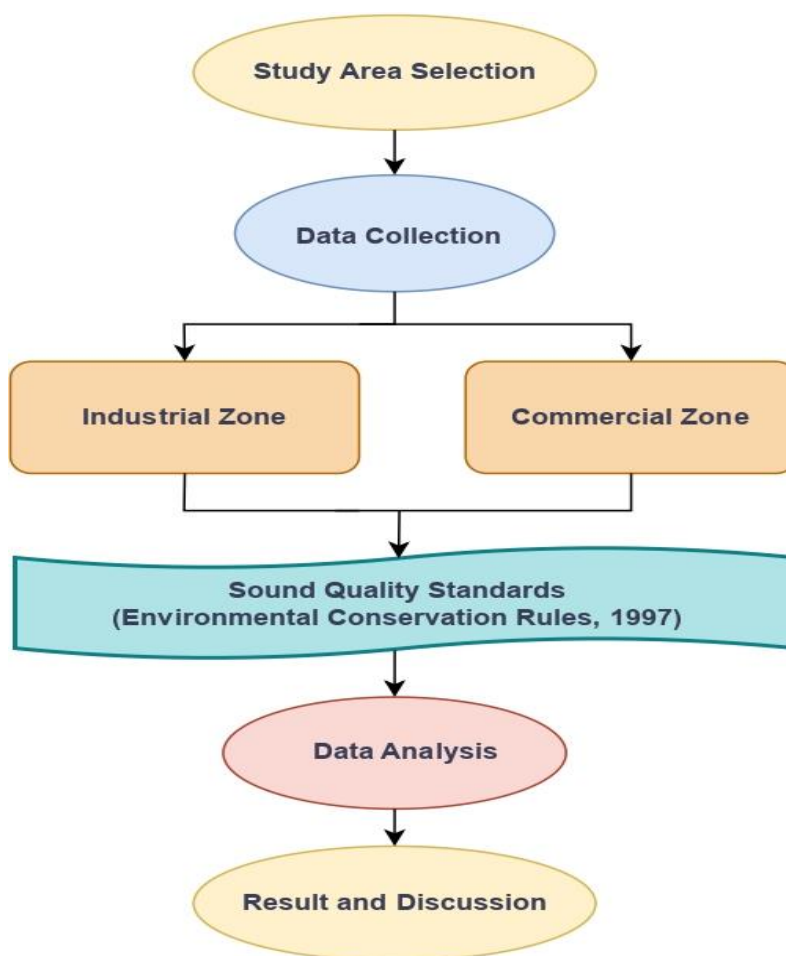 Study Area Selection
Data Collection
Industrial Zone
Commercial Zone
Sound Quality Standards
(Environmental Conservation Rules, 1997)
Data Analysis
Result and Discussion